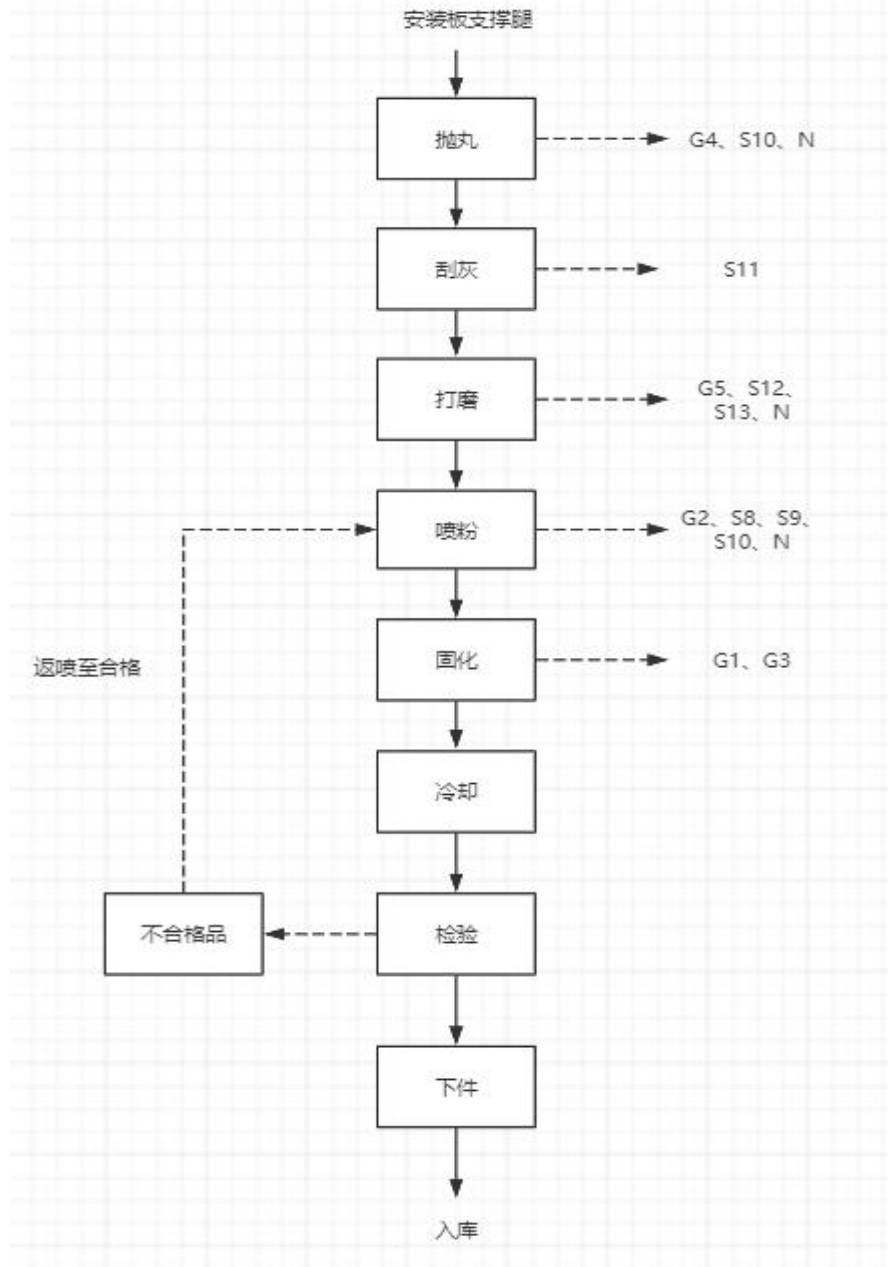 安装板支撑腿
抛丸
G4、S10、N
刮灰
S11
打磨
G5、S12、
S13、N
喷粉
G2、S8、S9、
S10、N
返喷至合格
固化
G1、G3
冷却
不合格品
检验
下件
入库